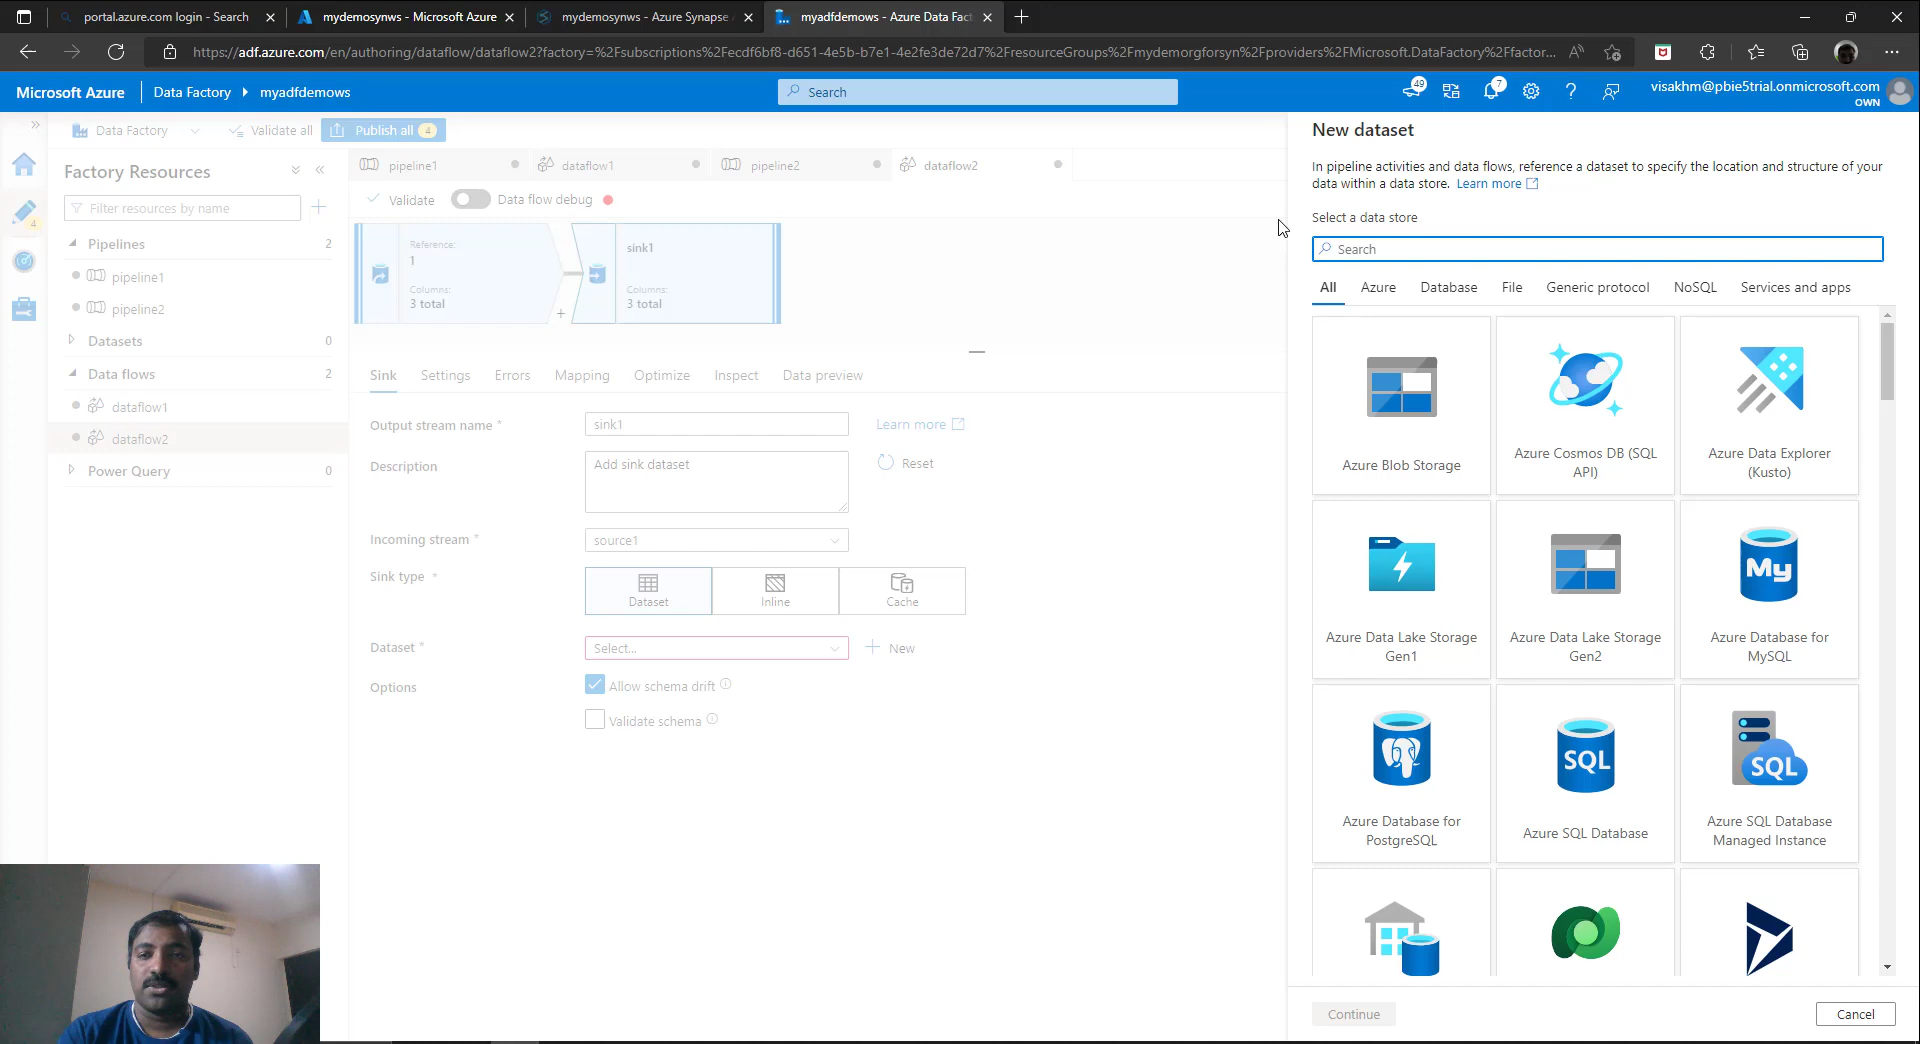 portal.azure.com login - Search
mydemosynws - Microsoft Azure
mydemosynws - Azure Synapse A
myadfdemows - Azure Data Fact
https://adf.azure.com/en/authoring/dataflow/dataflow2?factory=%2Fsubscriptions%2Fecdf6bf8-d651-4e5b-b7e1-4e2fe3de72d7%2FresourceGroups%2Fmydemorgforsyn%2Fproviders%2FMicrosoft.DataFactory%2Ffactor...
Microsoft Azure
Data Factory
myadfdemows
Search
49
7
visakhm@pbie5trial.onmicrosoft.com
OWN
Data Factory
Validate all
Publish all 4
4
Factory Resources
Filter resources by name
Pipelines 2
pipeline1
pipeline2
Datasets 0
Data flows 2
dataflow1
dataflow2
Power Query 0
pipeline1
dataflow1
pipeline2
dataflow2
Validate
Data flow debug
Reference:
1
Columns:
3 total
+
sink1
Columns:
3 total
Sink
Settings
Errors
Mapping
Optimize
Inspect
Data preview
Output stream name *
sink1
Learn more
Description
Add sink dataset
Reset
Incoming stream *
source1
Sink type *
Dataset
Inline
Cache
Dataset *
Select...
New
Options
Allow schema drift
Validate schema
New dataset
In pipeline activities and data flows, reference a dataset to specify the location and structure of your
data within a data store. Learn more
Select a data store
Search
All
Azure
Database
File
Generic protocol
NoSQL
Services and apps
Azure Blob Storage
Azure Cosmos DB (SQL
API)
Azure Data Explorer
(Kusto)
Azure Data Lake Storage
Gen1
Azure Data Lake Storage
Gen2
My
Azure Database for
MySQL
Azure Database for
PostgreSQL
SQL
Azure SQL Database
SQL
Azure SQL Database
Managed Instance
Continue
Cancel